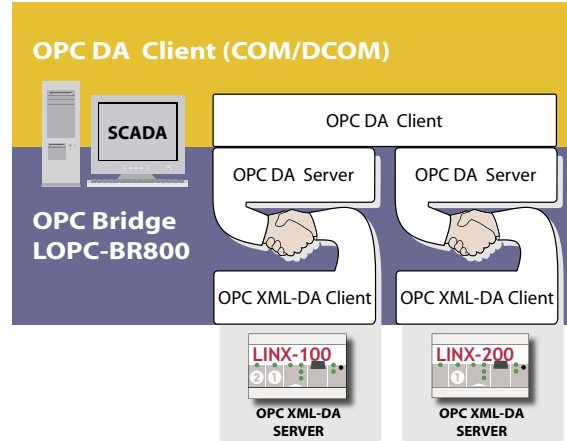 OPC DA Client (COM/DCOM)
SCADA
OPC DA Client
OPC DA Server
OPC DA Server
OPC Bridge
LOPC-BR800
OPC XML-DA Client
OPC XML-DA Client
LINX-100
2 1
LINX-200
1
OPC XML-DA
SERVER
OPC XML-DA
SERVER